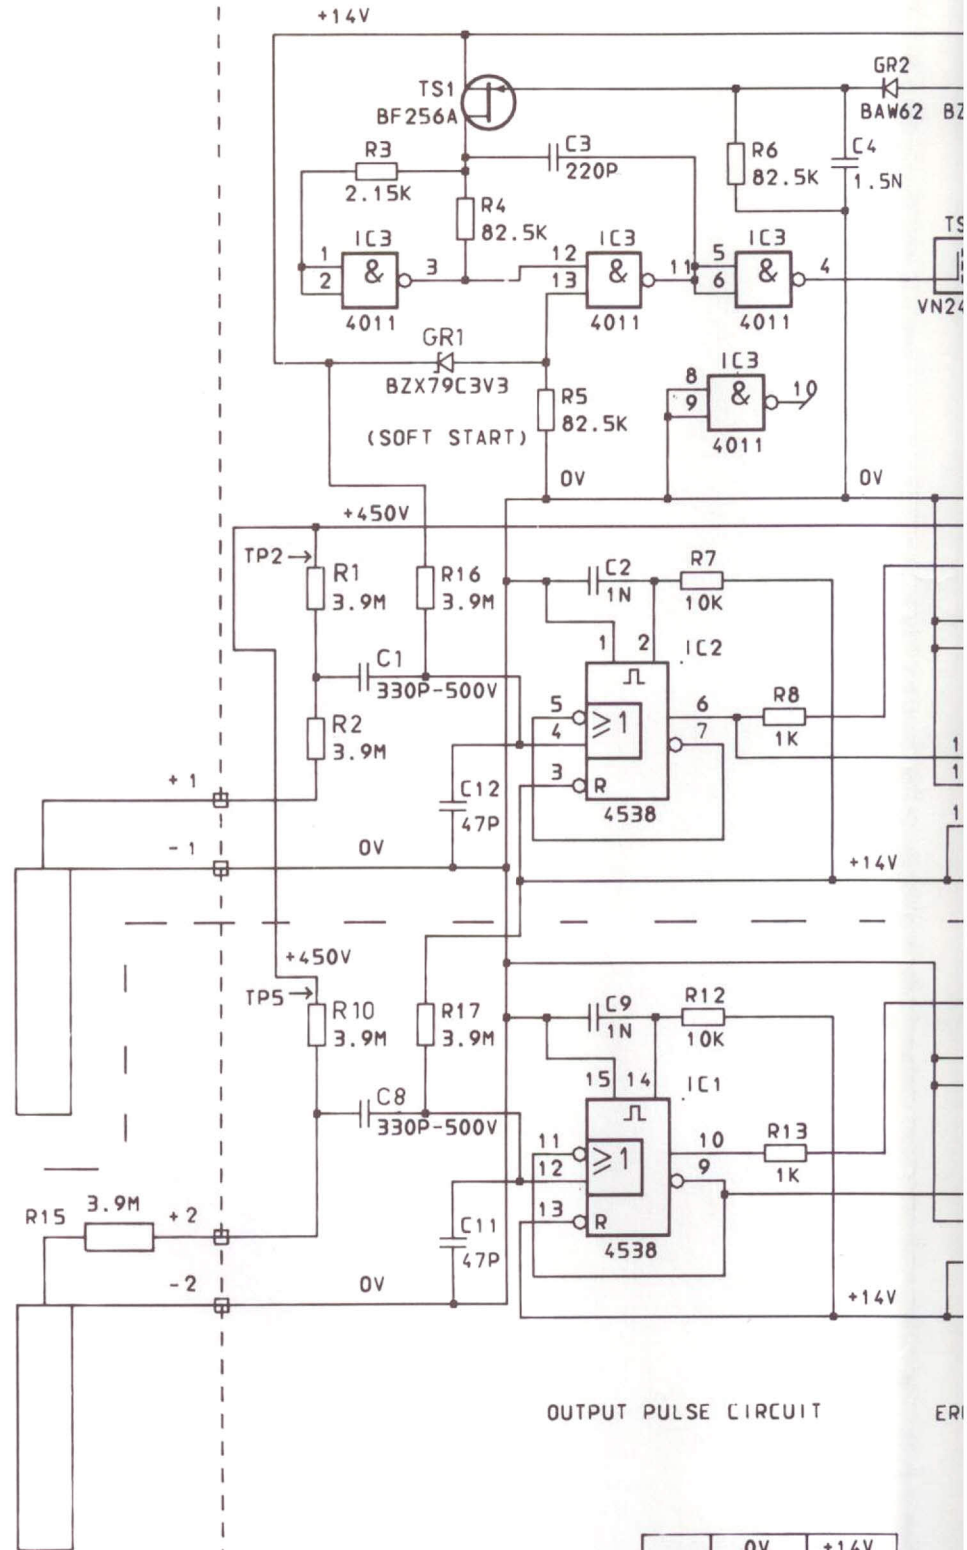 +14V
TS1
BF256A
GR2
BAW62 BZ
R3
2.15K
C3
220P
R6
82.5K
C4
1.5N
R4
82.5K
TS
IC3
1
2
&
3
4011
IC3
12
13
&
11
4011
IC3
5
6
&
4
4011
VN24
GR1
BZX79C3V3
IC3
8
9
&
10
4011
R5
82.5K
(SOFT START)
0V
0V
+450V
TP2
R1
3.9M
R16
3.9M
C2
1N
R7
10K
1
2
IC2
C1
330P-500V
R2
3.9M
5
4
3
≥1
R
6
7
4538
R8
1K
1
1
1
+1
C12
47P
-1
0V
+14V
+450V
TP5
R10
3.9M
R17
3.9M
C9
1N
R12
10K
15
14
IC1
C8
330P-500V
11
12
13
≥1
R
10
9
4538
R13
1K
R15
3.9M
+2
C11
47P
-2
0V
+14V
OUTPUT PULSE CIRCUIT
ER
0V
+14V